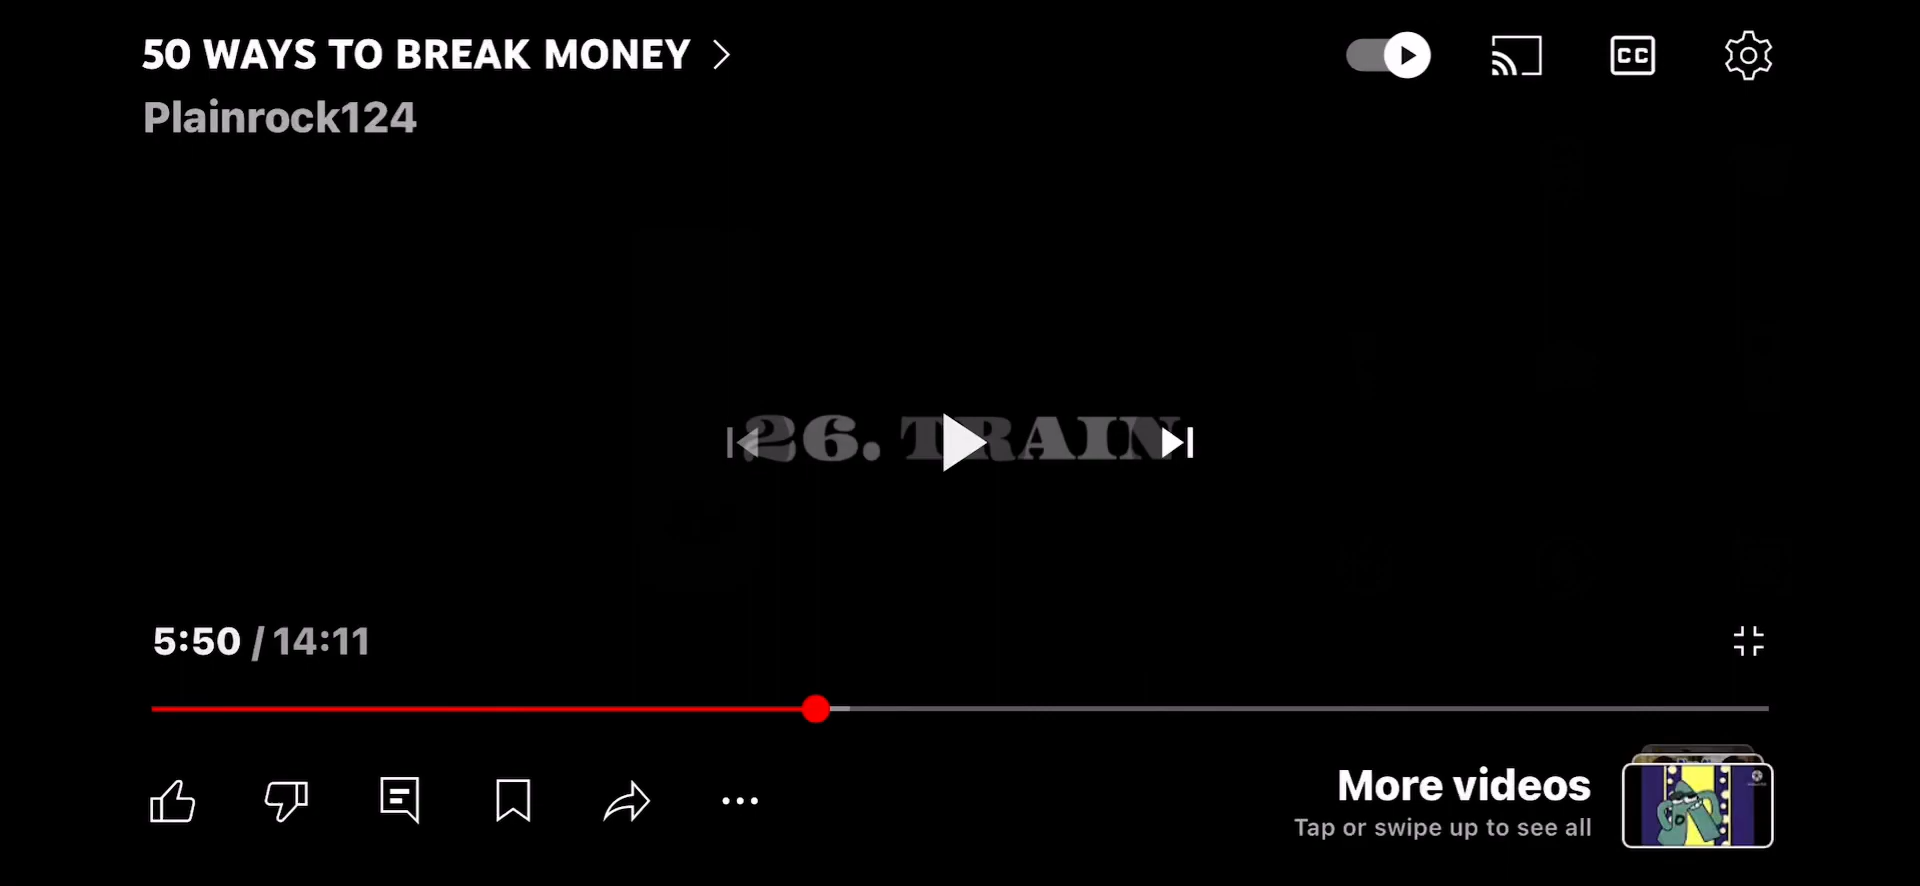 50 WAYS TO BREAK MONEY
Plainrock124
CC
26. TRAIN
5:50 / 14:11
More videos
Tap or swipe up to see all